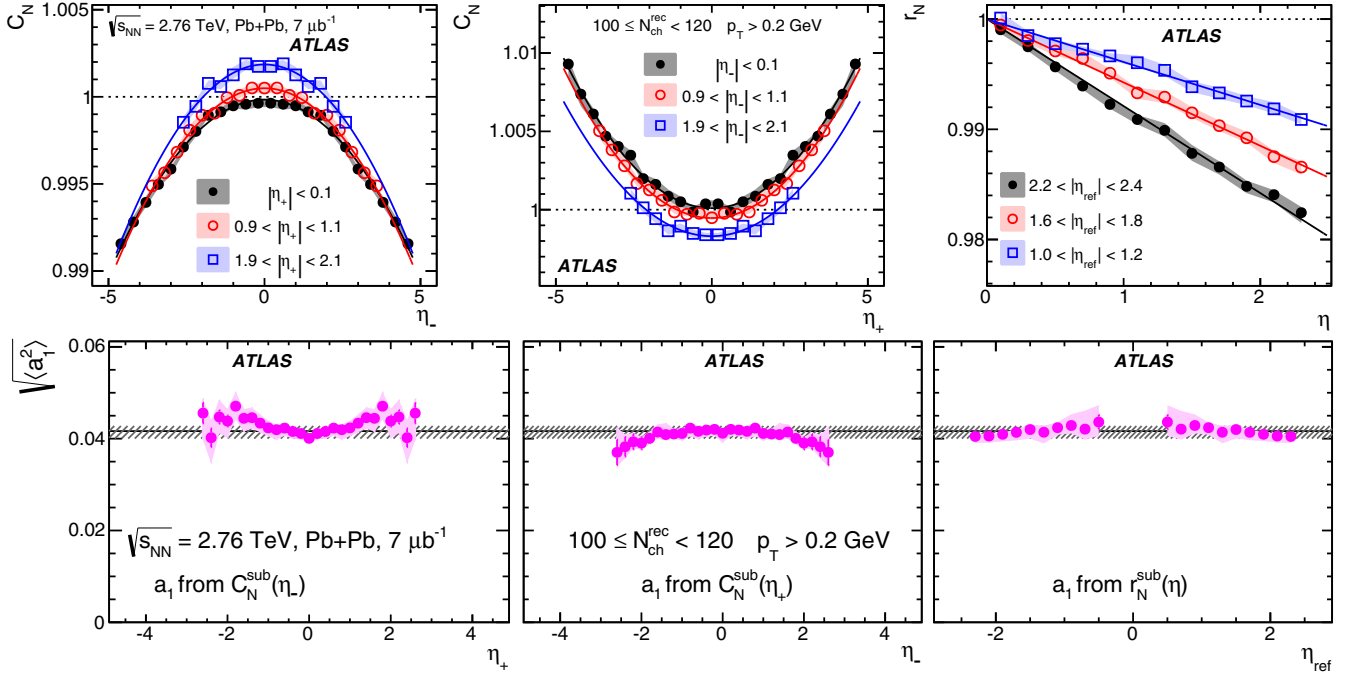 C_N
1.005
1
0.995
0.99
√s_NN = 2.76 TeV, Pb+Pb, 7 μb⁻¹
ATLAS
|η₊| < 0.1
0.9 < |η₊| < 1.1
1.9 < |η₊| < 2.1
-5 0 5
η₋
C_N
1.01
1.005
1
100 ≤ N_ch^rec < 120 p_T > 0.2 GeV
|η₋| < 0.1
0.9 < |η₋| < 1.1
1.9 < |η₋| < 2.1
ATLAS
-5 0 5
η₊
r_N
1
0.99
0.98
ATLAS
2.2 < |η_ref| < 2.4
1.6 < |η_ref| < 1.8
1.0 < |η_ref| < 1.2
0 1 2
η
√⟨a₁²⟩
0.06
0.04
0.02
0
ATLAS
√s_NN = 2.76 TeV, Pb+Pb, 7 μb⁻¹
a₁ from C_N^sub(η₋)
-4 -2 0 2 4
η₊
ATLAS
100 ≤ N_ch^rec < 120 p_T > 0.2 GeV
a₁ from C_N^sub(η₊)
-4 -2 0 2 4
η₋
ATLAS
a₁ from r_N^sub(η)
-2 0 2
η_ref